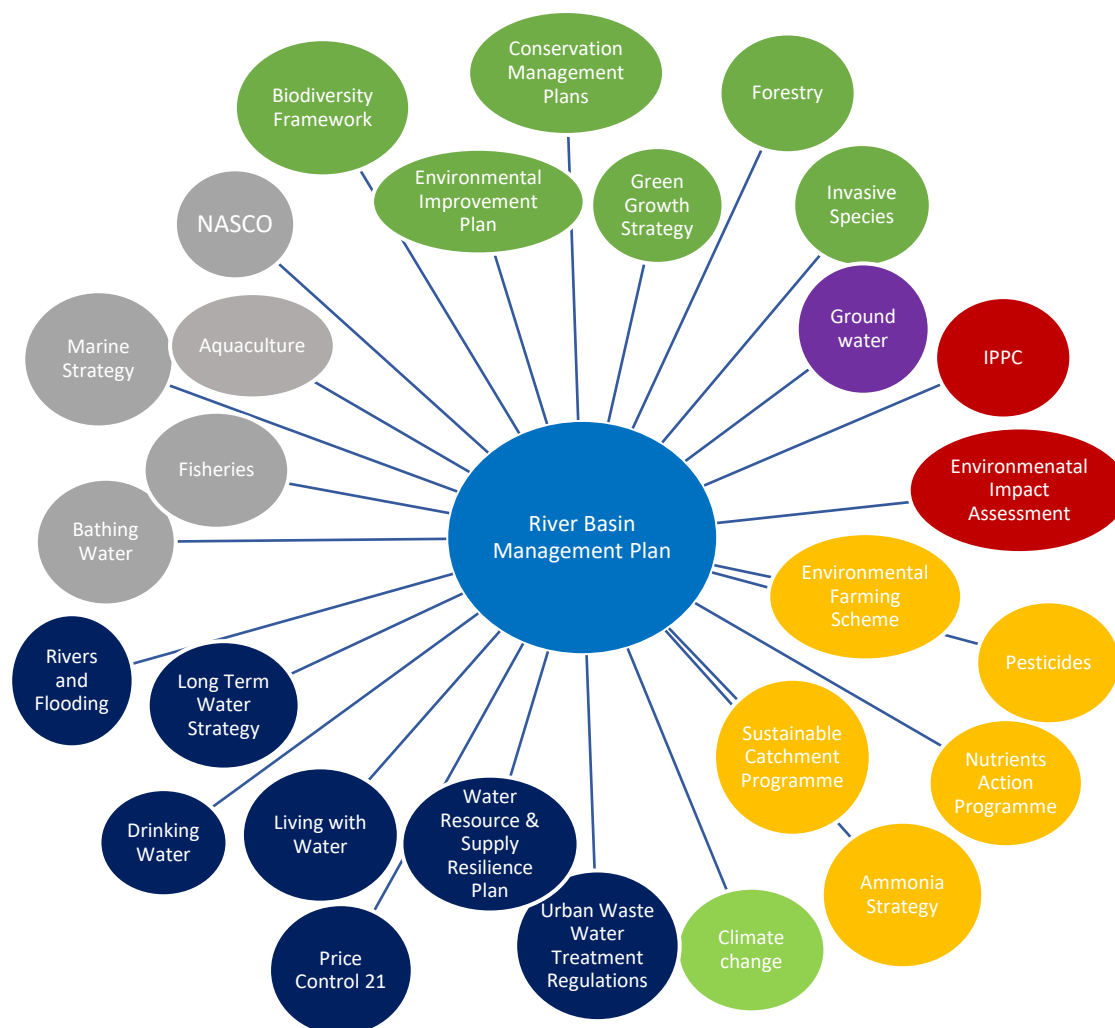 Conservation
Management
Plans
Forestry
Biodiversity
Framework
Environmental
Improvement
Plan
Green
Growth
Strategy
Invasive
Species
NASCO
Ground
water
Marine
Strategy
Aquaculture
IPPC
Fisheries
Environmenatal
Impact
Assessment
Bathing
Water
River Basin
Management Plan
Environmental
Farming
Scheme
Pesticides
Rivers
and
Flooding
Long Term
Water
Strategy
Sustainable
Catchment
Programme
Nutrients
Action
Programme
Drinking
Water
Living with
Water
Water
Resource &
Supply
Resilience
Plan
Ammonia
Strategy
Price
Control 21
Urban Waste
Water
Treatment
Regulations
Climate
change